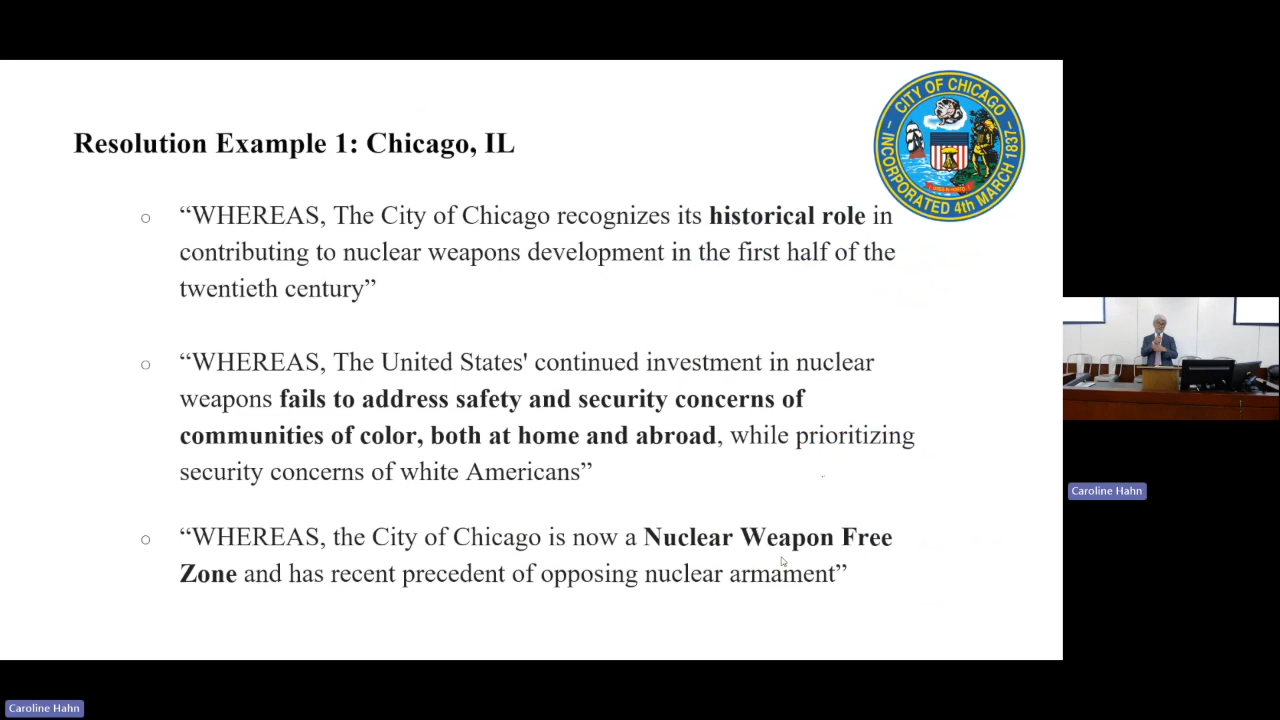 CITY OF CHICAGO
INCORPORATED 4th MARCH 1837
Resolution Example 1: Chicago, IL
“WHEREAS, The City of Chicago recognizes its historical role in
contributing to nuclear weapons development in the first half of the
twentieth century”
“WHEREAS, The United States' continued investment in nuclear
weapons fails to address safety and security concerns of
communities of color, both at home and abroad, while prioritizing
security concerns of white Americans”
“WHEREAS, the City of Chicago is now a Nuclear Weapon Free
Zone and has recent precedent of opposing nuclear armament”
Caroline Hahn
Caroline Hahn